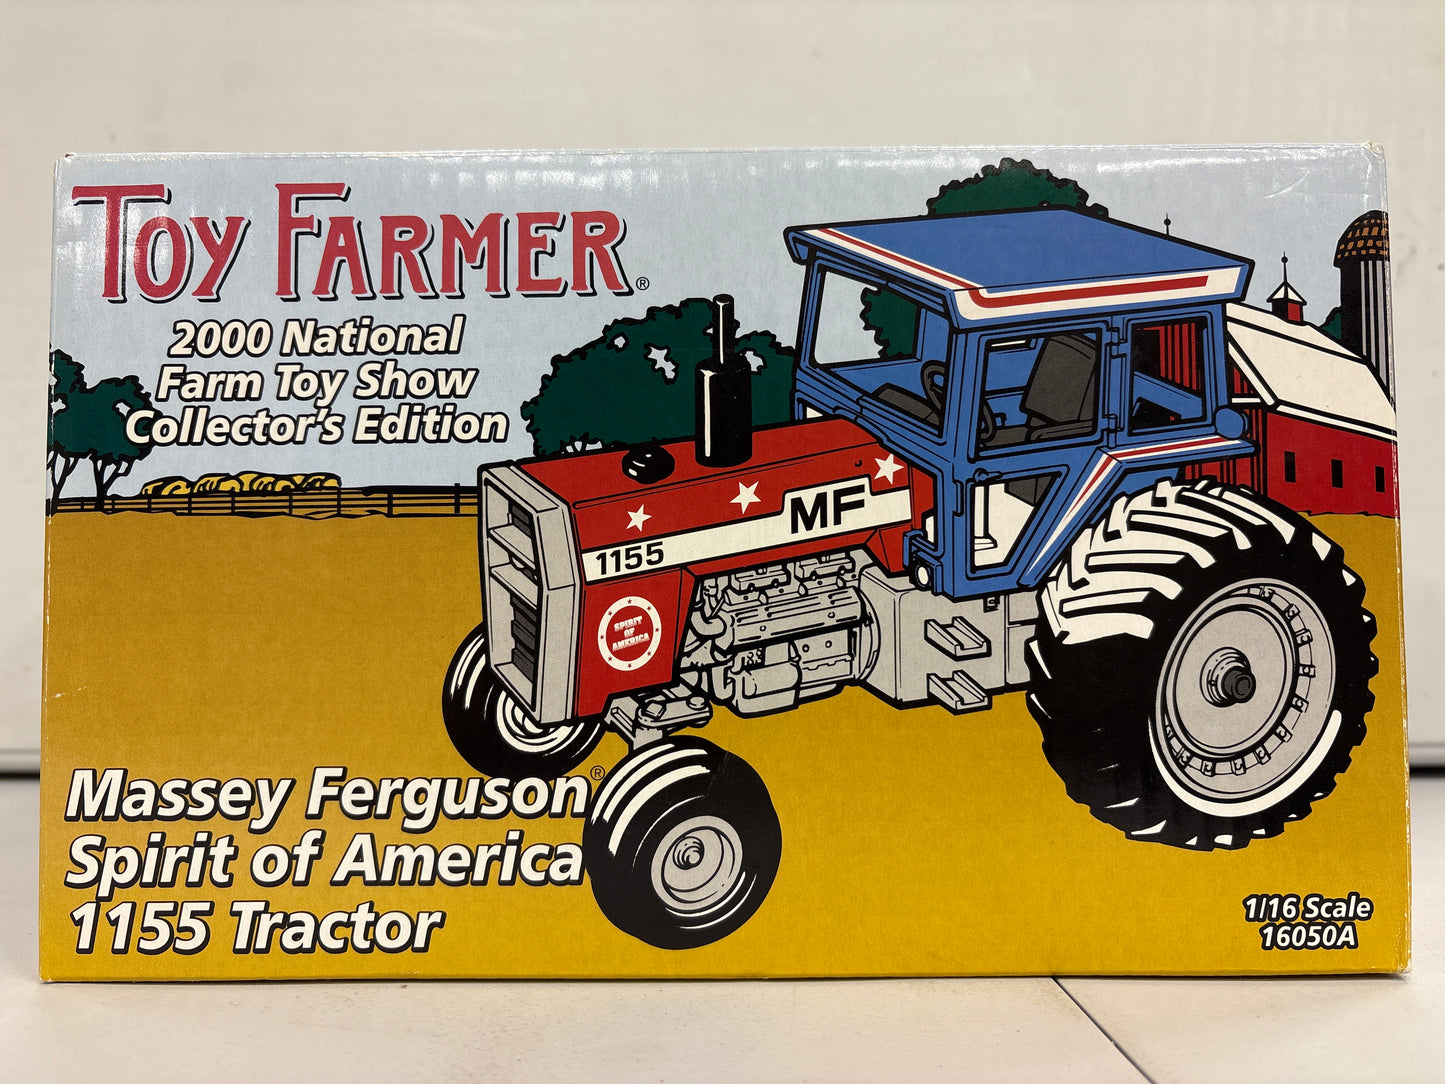 TOY FARMER®
2000 National
Farm Toy Show
Collector's Edition
MF
1155
SPIRIT
OF
AMERICA
Massey Ferguson®
Spirit of America
1155 Tractor
1/16 Scale
16050A